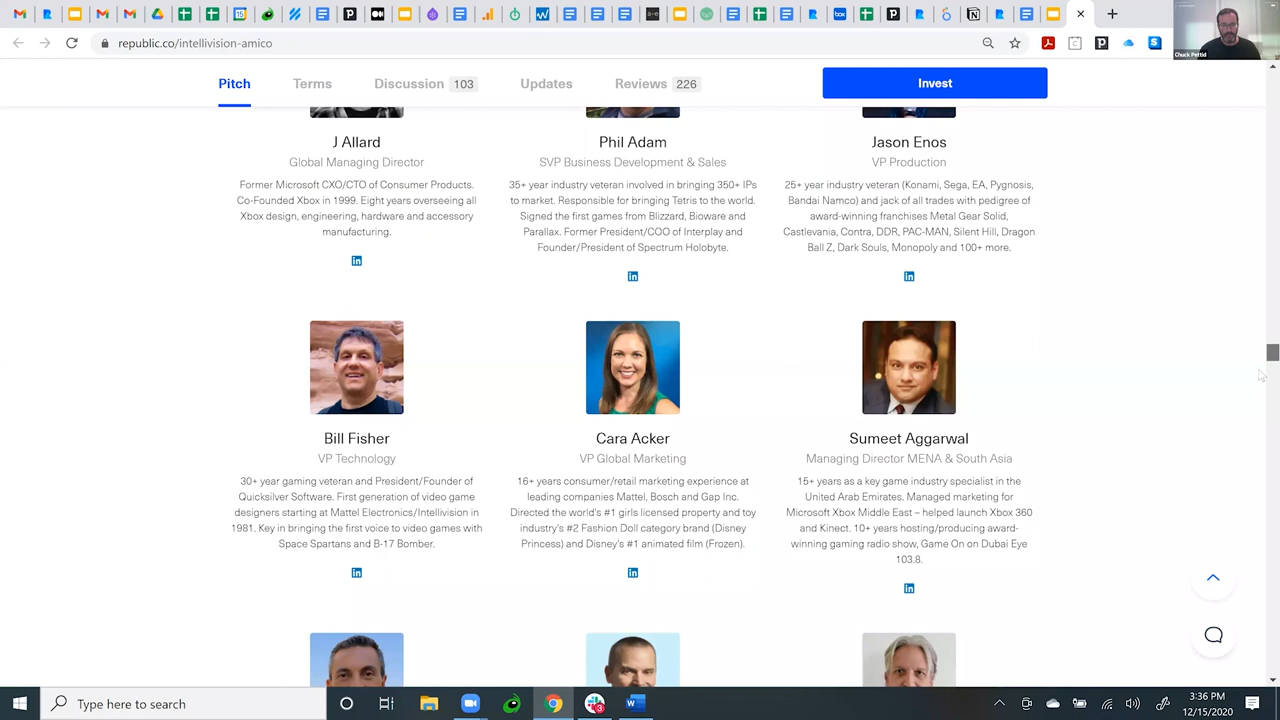 republic.co/intellivision-amico
Chuck Pettid
Pitch
Terms
Discussion 103
Updates
Reviews 226
Invest
J Allard
Global Managing Director
Former Microsoft CXO/CTO of Consumer Products.
Co-Founded Xbox in 1999. Eight years overseeing all
Xbox design, engineering, hardware and accessory
manufacturing.
in
Phil Adam
SVP Business Development & Sales
35+ year industry veteran involved in bringing 350+ IPs
to market. Responsible for bringing Tetris to the world.
Signed the first games from Blizzard, Bioware and
Parallax. Former President/COO of Interplay and
Founder/President of Spectrum Holobyte.
in
Jason Enos
VP Production
25+ year industry veteran (Konami, Sega, EA, Pygnosis,
Bandai Namco) and jack of all trades with pedigree of
award-winning franchises Metal Gear Solid,
Castlevania, Contra, DDR, PAC-MAN, Silent Hill, Dragon
Ball Z, Dark Souls, Monopoly and 100+ more.
in
Bill Fisher
VP Technology
30+ year gaming veteran and President/Founder of
Quicksilver Software. First generation of video game
designers starting at Mattel Electronics/Intellivision in
1981. Key in bringing the first voice to video games with
Space Spartans and B-17 Bomber.
in
Cara Acker
VP Global Marketing
16+ years consumer/retail marketing experience at
leading companies Mattel, Bosch and Gap Inc.
Directed the world's #1 girls licensed property and toy
industry's #2 Fashion Doll category brand (Disney
Princess) and Disney's #1 animated film (Frozen).
in
Sumeet Aggarwal
Managing Director MENA & South Asia
15+ years as a key game industry specialist in the
United Arab Emirates. Managed marketing for
Microsoft Xbox Middle East – helped launch Xbox 360
and Kinect. 10+ years hosting/producing award-
winning gaming radio show, Game On on Dubai Eye
103.8.
in
Type here to search
3:36 PM
12/15/2020